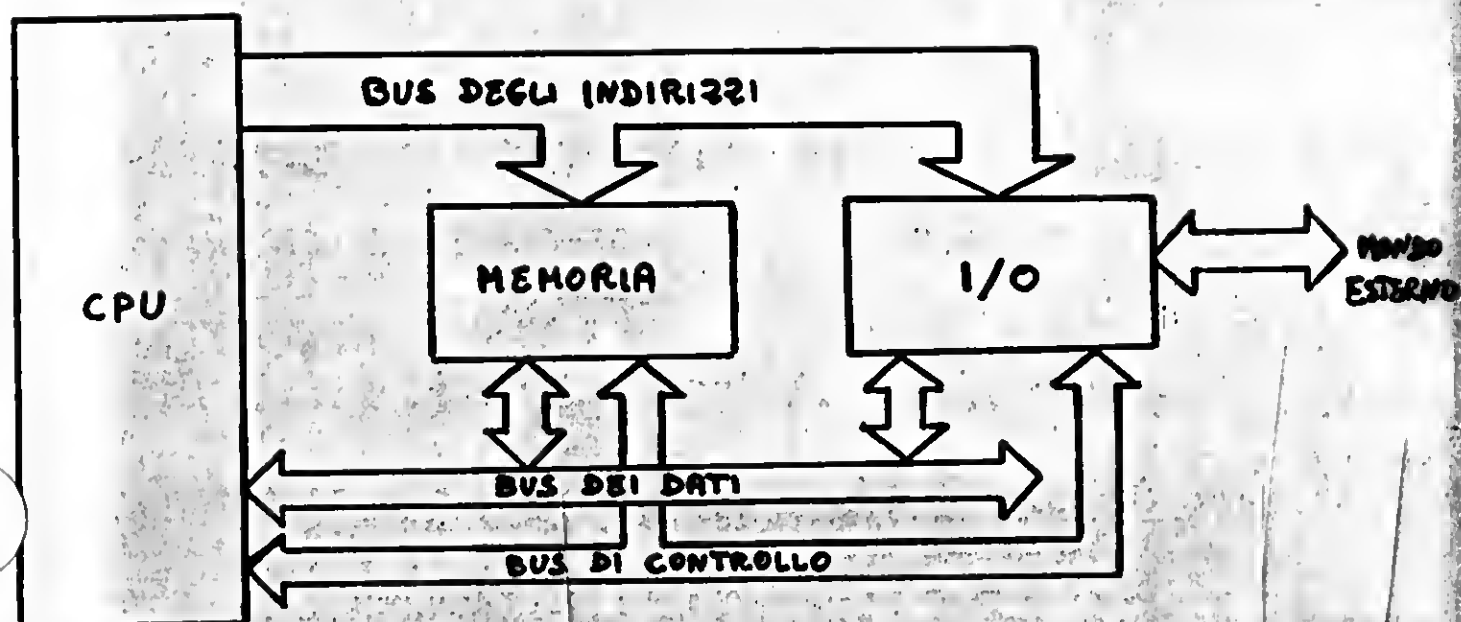 BUS DEGLI INDIRIZZI
CPU
MEMORIA
I/O
MONDO
ESTERNO
BUS DEI DATI
BUS DI CONTROLLO